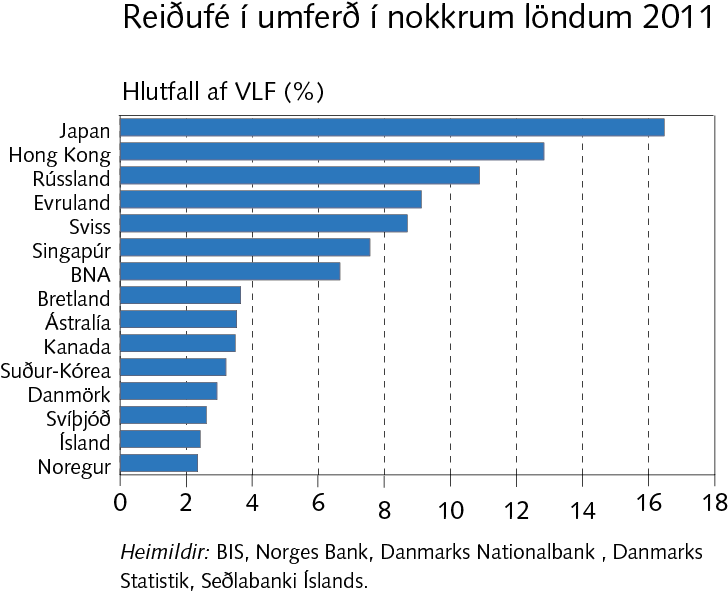 Reiðufé í umferð í nokkrum löndum 2011
Hlutfall af VLF (%)
Japan
Hong Kong
Rússland
Evruland
Sviss
Singapúr
BNA
Bretland
Ástralía
Kanada
Suður-Kórea
Danmörk
Svíþjóð
Ísland
Noregur
0 2 4 6 8 10 12 14 16 18
Heimildir: BIS, Norges Bank, Danmarks Nationalbank , Danmarks
Statistik, Seðlabanki Íslands.